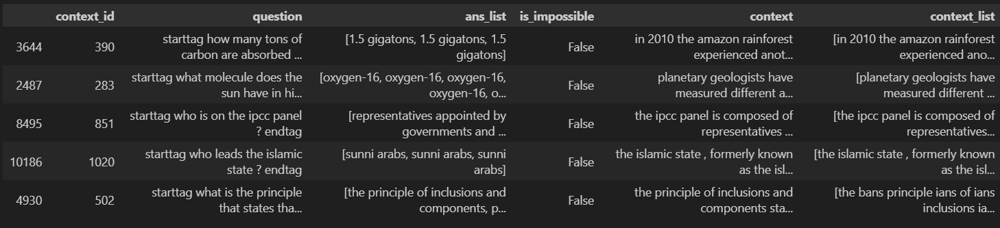 context_id question ans_list is_impossible context context_list
3644 390 starttag how many tons of carbon are absorbed ... [1.5 gigatons, 1.5 gigatons, 1.5 gigatons] False in 2010 the amazon rainforest experienced anot... [in 2010 the amazon rainforest experienced ano...
2487 283 starttag what molecule does the sun have in hi... [oxygen-16, oxygen-16, oxygen-16, oxygen-16, o... False planetary geologists have measured different a... [planetary geologists have measured different ...
8495 851 starttag who is on the ipcc panel ? endtag [representatives appointed by governments and ... False the ipcc panel is composed of representatives ... [the ipcc panel is composed of representatives...
10186 1020 starttag who leads the islamic state ? endtag [sunni arabs, sunni arabs, sunni arabs] False the islamic state , formerly known as the isl... [the islamic state , formerly known as the isl...
4930 502 starttag what is the principle that states tha... [the principle of inclusions and components, p... False the principle of inclusions and components sta... [the bans principle ians of ians inclusions ia...